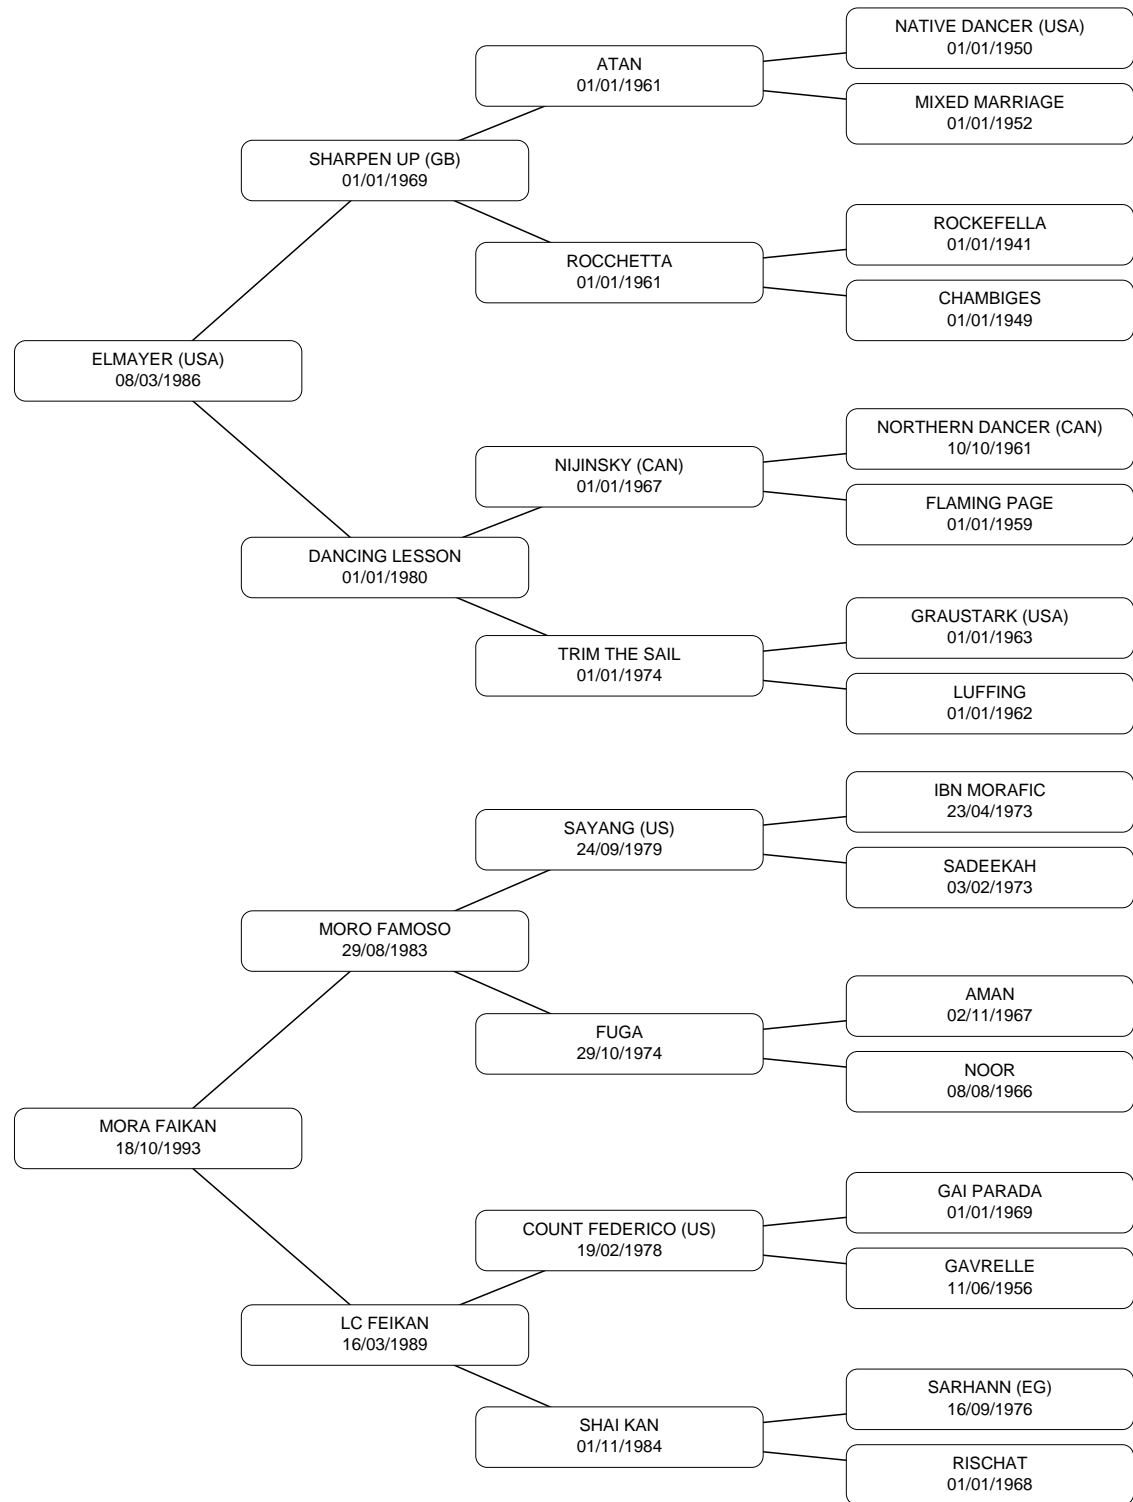 NATIVE DANCER (USA)
01/01/1950
ATAN
01/01/1961
MIXED MARRIAGE
01/01/1952
SHARPEN UP (GB)
01/01/1969
ROCKEFELLA
01/01/1941
ROCCHETTA
01/01/1961
CHAMBIGES
01/01/1949
ELMAYER (USA)
08/03/1986
NORTHERN DANCER (CAN)
10/10/1961
NIJINSKY (CAN)
01/01/1967
FLAMING PAGE
01/01/1959
DANCING LESSON
01/01/1980
GRAUSTARK (USA)
01/01/1963
TRIM THE SAIL
01/01/1974
LUFFING
01/01/1962
IBN MORAFIC
23/04/1973
SAYANG (US)
24/09/1979
SADEEKAH
03/02/1973
MORO FAMOSO
29/08/1983
AMAN
02/11/1967
FUGA
29/10/1974
NOOR
08/08/1966
MORA FAIKAN
18/10/1993
GAI PARADA
01/01/1969
COUNT FEDERICO (US)
19/02/1978
GAVRELLE
11/06/1956
LC FEIKAN
16/03/1989
SARHANN (EG)
16/09/1976
SHAI KAN
01/11/1984
RISCHAT
01/01/1968